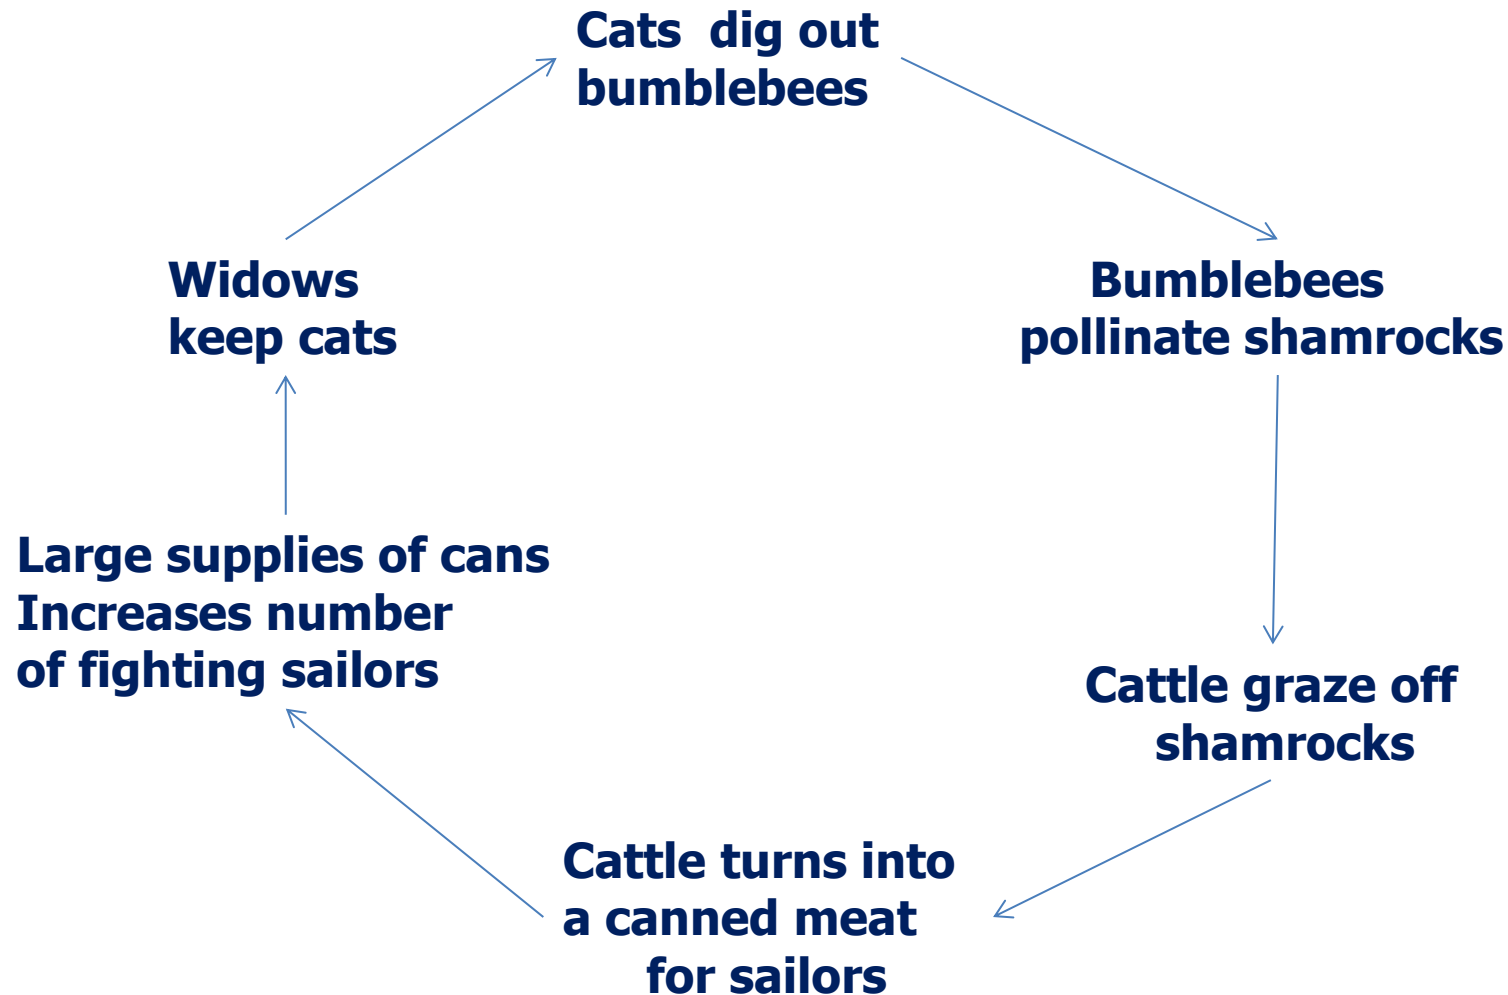 Cats dig out
bumblebees
Bumblebees
pollinate shamrocks
Cattle graze off
shamrocks
Cattle turns into
a canned meat
for sailors
Large supplies of cans
Increases number
of fighting sailors
Widows
keep cats